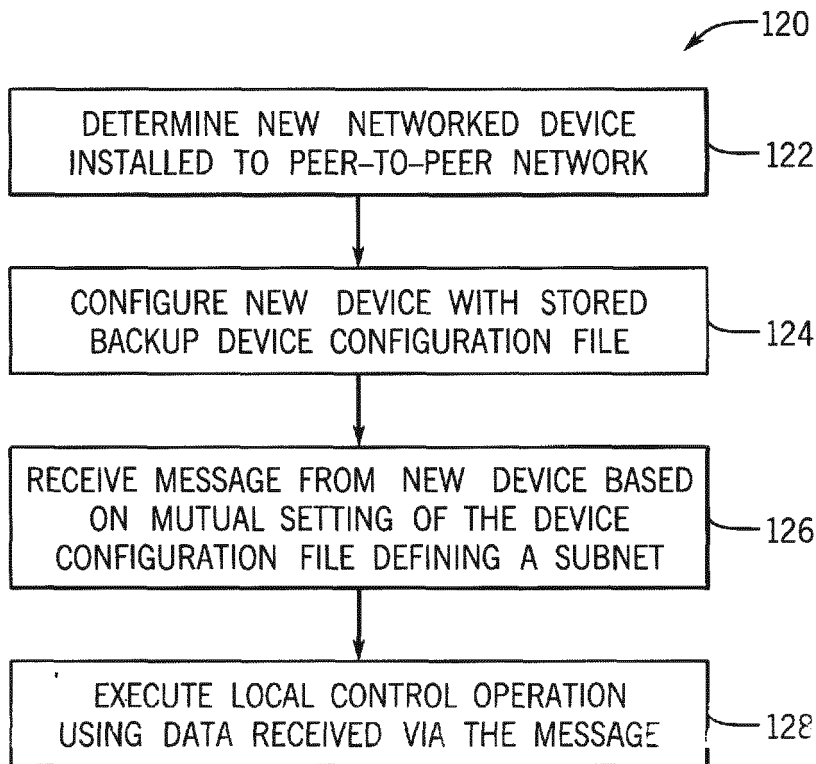 120
DETERMINE NEW NETWORKED DEVICE
INSTALLED TO PEER-TO-PEER NETWORK
122
CONFIGURE NEW DEVICE WITH STORED
BACKUP DEVICE CONFIGURATION FILE
124
RECEIVE MESSAGE FROM NEW DEVICE BASED
ON MUTUAL SETTING OF THE DEVICE
CONFIGURATION FILE DEFINING A SUBNET
126
EXECUTE LOCAL CONTROL OPERATION
USING DATA RECEIVED VIA THE MESSAGE
128